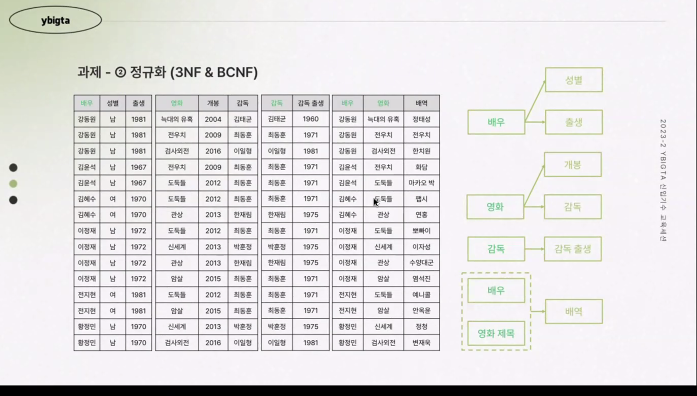 ybigta
과제 - ② 정규화 (3NF & BCNF)
배우 성별 출생 영화 개봉 감독 감독 감독 출생 배우 영화 배역
강동원 남 1981 늑대의 유혹 2004 김태균 김태균 1960 강동원 늑대의 유혹 정태성
강동원 남 1981 전우치 2009 최동훈 최동훈 1971 강동원 전우치 전우치
강동원 남 1981 검사외전 2016 이일형 이일형 1981 강동원 검사외전 한치원
김윤석 남 1967 전우치 2009 최동훈 최동훈 1971 김윤석 전우치 화담
김윤석 남 1967 도둑들 2012 최동훈 최동훈 1971 김윤석 도둑들 마카오 박
김혜수 여 1970 도둑들 2012 최동훈 최동훈 1971 김혜수 도둑들 팹시
김혜수 여 1970 관상 2013 한재림 한재림 1975 김혜수 관상 연홍
이정재 남 1972 도둑들 2012 최동훈 최동훈 1971 이정재 도둑들 뽀빠이
이정재 남 1972 신세계 2013 박훈정 박훈정 1975 이정재 신세계 이자성
이정재 남 1972 관상 2013 한재림 한재림 1975 이정재 관상 수양대군
이정재 남 1972 암살 2015 최동훈 최동훈 1971 이정재 암살 염석진
전지현 여 1981 도둑들 2012 최동훈 최동훈 1971 전지현 도둑들 예니콜
전지현 여 1981 암살 2015 최동훈 최동훈 1971 전지현 암살 안옥윤
황정민 남 1970 신세계 2013 박훈정 박훈정 1975 황정민 신세계 정청
황정민 남 1970 검사외전 2016 이일형 이일형 1981 황정민 검사외전 변재욱
성별
배우
출생
개봉
영화
감독
감독
감독 출생
배우
배역
영화 제목
2023-2 YBIGTA 신입기수 교육세션